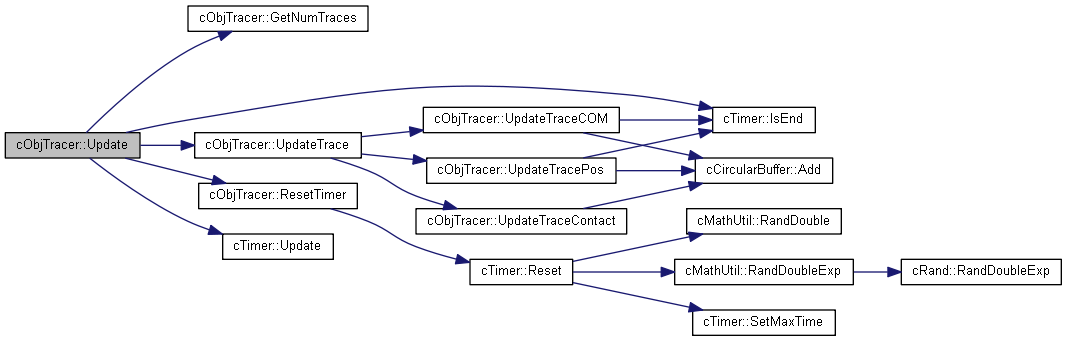 cObjTracer::GetNumTraces
cObjTracer::UpdateTraceCOM
cTimer::IsEnd
cObjTracer::Update
cObjTracer::UpdateTrace
cObjTracer::UpdateTracePos
cCircularBuffer::Add
cObjTracer::ResetTimer
cObjTracer::UpdateTraceContact
cMathUtil::RandDouble
cTimer::Update
cTimer::Reset
cMathUtil::RandDoubleExp
cRand::RandDoubleExp
cTimer::SetMaxTime